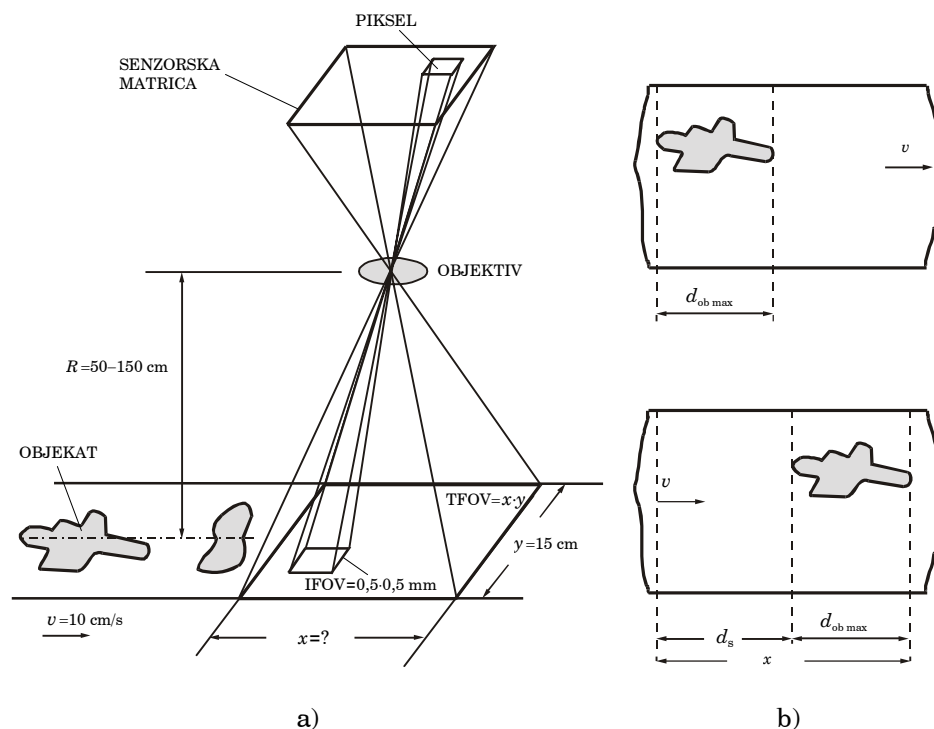 PIKSEL
SENZORSKA
MATRICA
OBJEKTIV
R=50–150 cm
OBJEKAT
TFOV=x·y
y=15 cm
IFOV=0,5·0,5 mm
v=10 cm/s
x=?
a)
v
d_ob max
v
d_s
d_ob max
x
b)